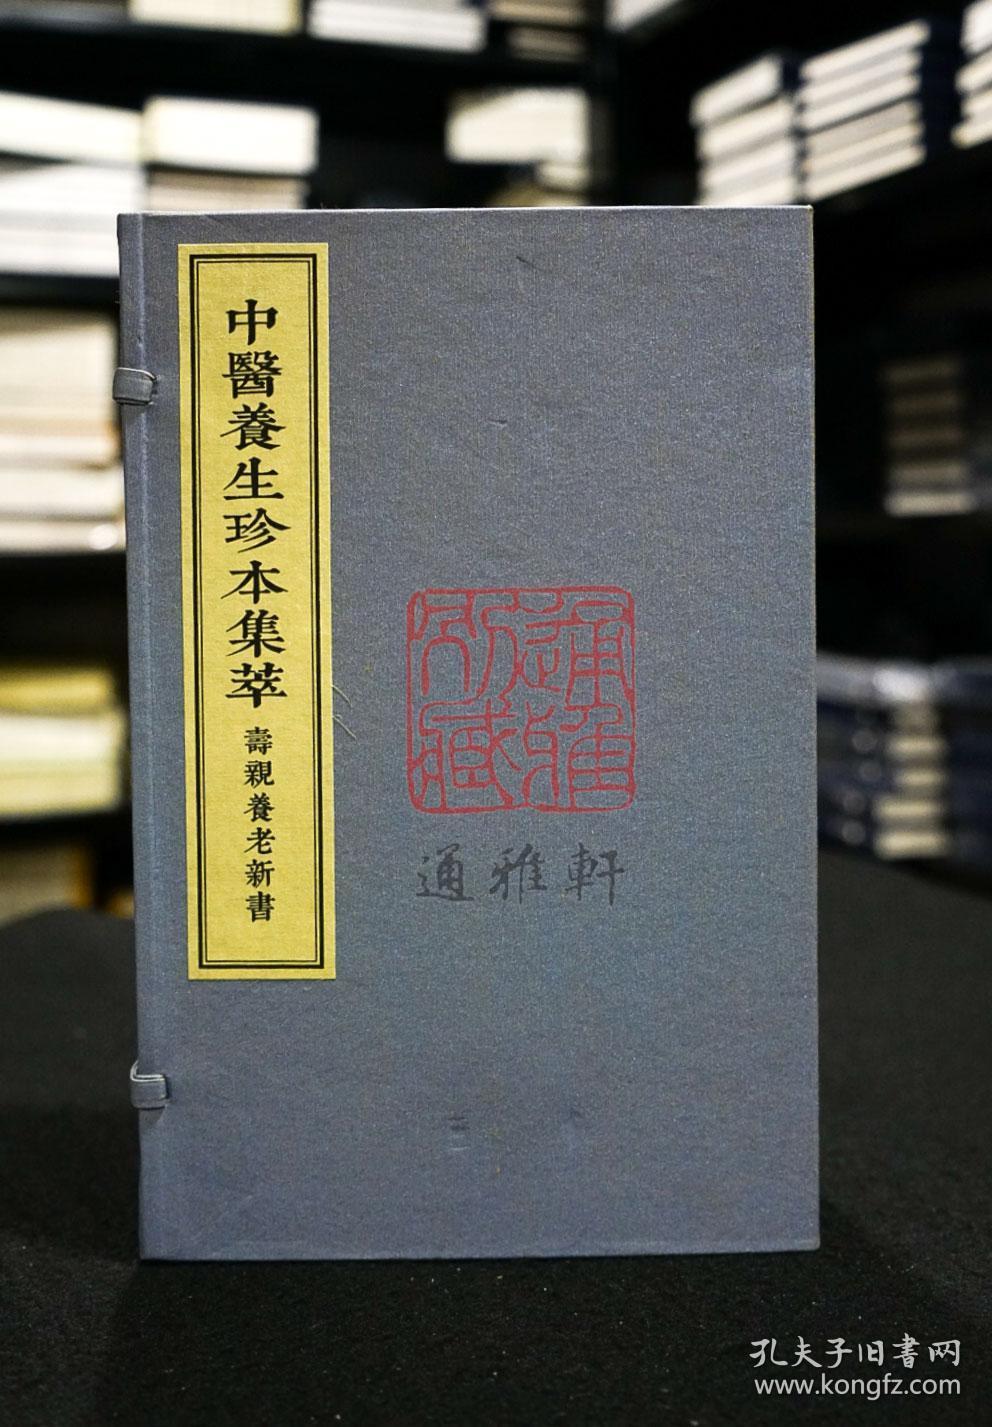 中醫養生珍本集萃
壽親養老新書
通雅
所藏
通雅軒
孔夫子旧书网
www.kongfz.com